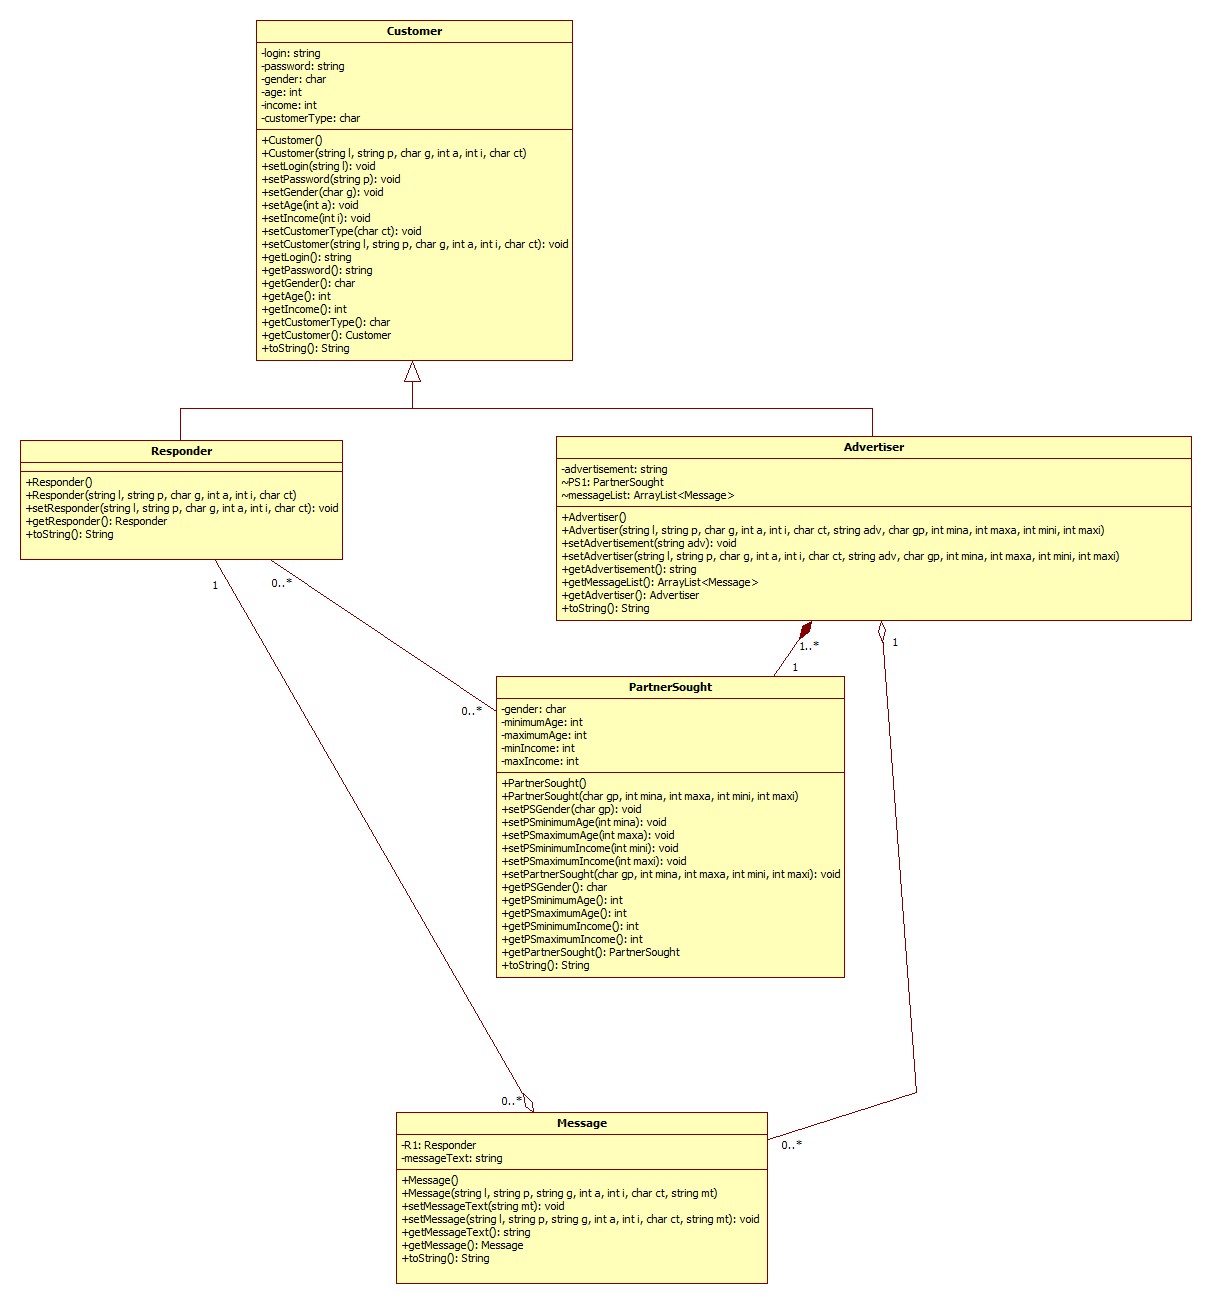 Customer
-login: string
-password: string
-gender: char
-age: int
-income: int
-customerType: char
+Customer()
+Customer(string l, string p, char g, int a, int i, char ct)
+setLogin(string l): void
+setPassword(string p): void
+setGender(char g): void
+setAge(int a): void
+setIncome(int i): void
+setCustomerType(char ct): void
+setCustomer(string l, string p, char g, int a, int i, char ct): void
+getLogin(): string
+getPassword(): string
+getGender(): char
+getAge(): int
+getIncome(): int
+getCustomerType(): char
+getCustomer(): Customer
+toString(): String
Responder
+Responder()
+Responder(string l, string p, char g, int a, int i, char ct)
+setResponder(string l, string p, char g, int a, int i, char ct): void
+getResponder(): Responder
+toString(): String
Advertiser
-advertisement: string
~PS1: PartnerSought
~messageList: ArrayList<Message>
+Advertiser()
+Advertiser(string l, string p, char g, int a, int i, char ct, string adv, char gp, int mina, int maxa, int mini, int maxi)
+setAdvertisement(string adv): void
+setAdvertiser(string l, string p, char g, int a, int i, char ct, string adv, char gp, int mina, int maxa, int mini, int maxi)
+getAdvertisement(): string
+getMessageList(): ArrayList<Message>
+getAdvertiser(): Advertiser
+toString(): String
1
0..*
1..*
1
1
0..*
PartnerSought
-gender: char
-minimumAge: int
-maximumAge: int
-minIncome: int
-maxIncome: int
+PartnerSought()
+PartnerSought(char gp, int mina, int maxa, int mini, int maxi)
+setPSGender(char gp): void
+setPSminimumAge(int mina): void
+setPSmaximumAge(int maxa): void
+setPSminimumIncome(int mini): void
+setPSmaximumIncome(int maxi): void
+setPartnerSought(char gp, int mina, int maxa, int mini, int maxi): void
+getPSGender(): char
+getPSminimumAge(): int
+getPSmaximumAge(): int
+getPSminimumIncome(): int
+getPSmaximumIncome(): int
+getPartnerSought(): PartnerSought
+toString(): String
0..*
0..*
Message
-R1: Responder
-messageText: string
+Message()
+Message(string l, string p, string g, int a, int i, char ct, string mt)
+setMessageText(string mt): void
+setMessage(string l, string p, string g, int a, int i, char ct, string mt): void
+getMessageText(): string
+getMessage(): Message
+toString(): String